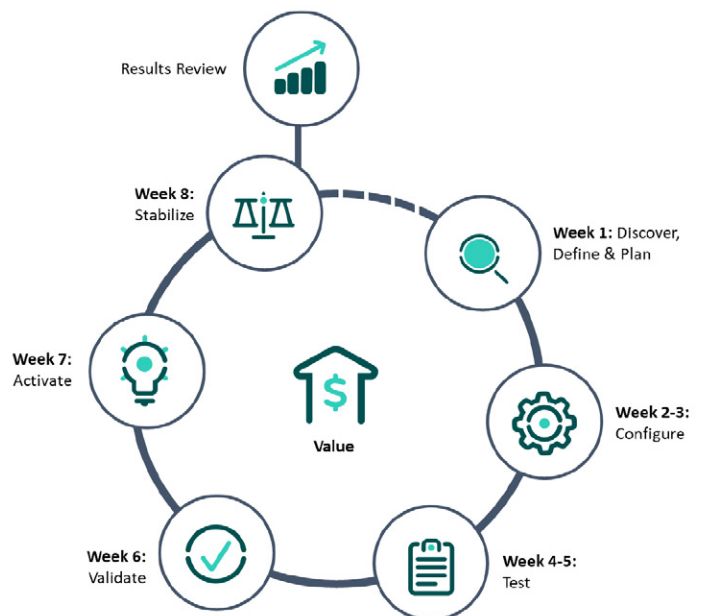 Results Review
Week 8:
Stabilize
Week 1: DIscover,
Define & Plan
Week 7:
Activate
$
Value
Week 2-3:
Configure
Week 6:
Validate
Week 4-5:
Test